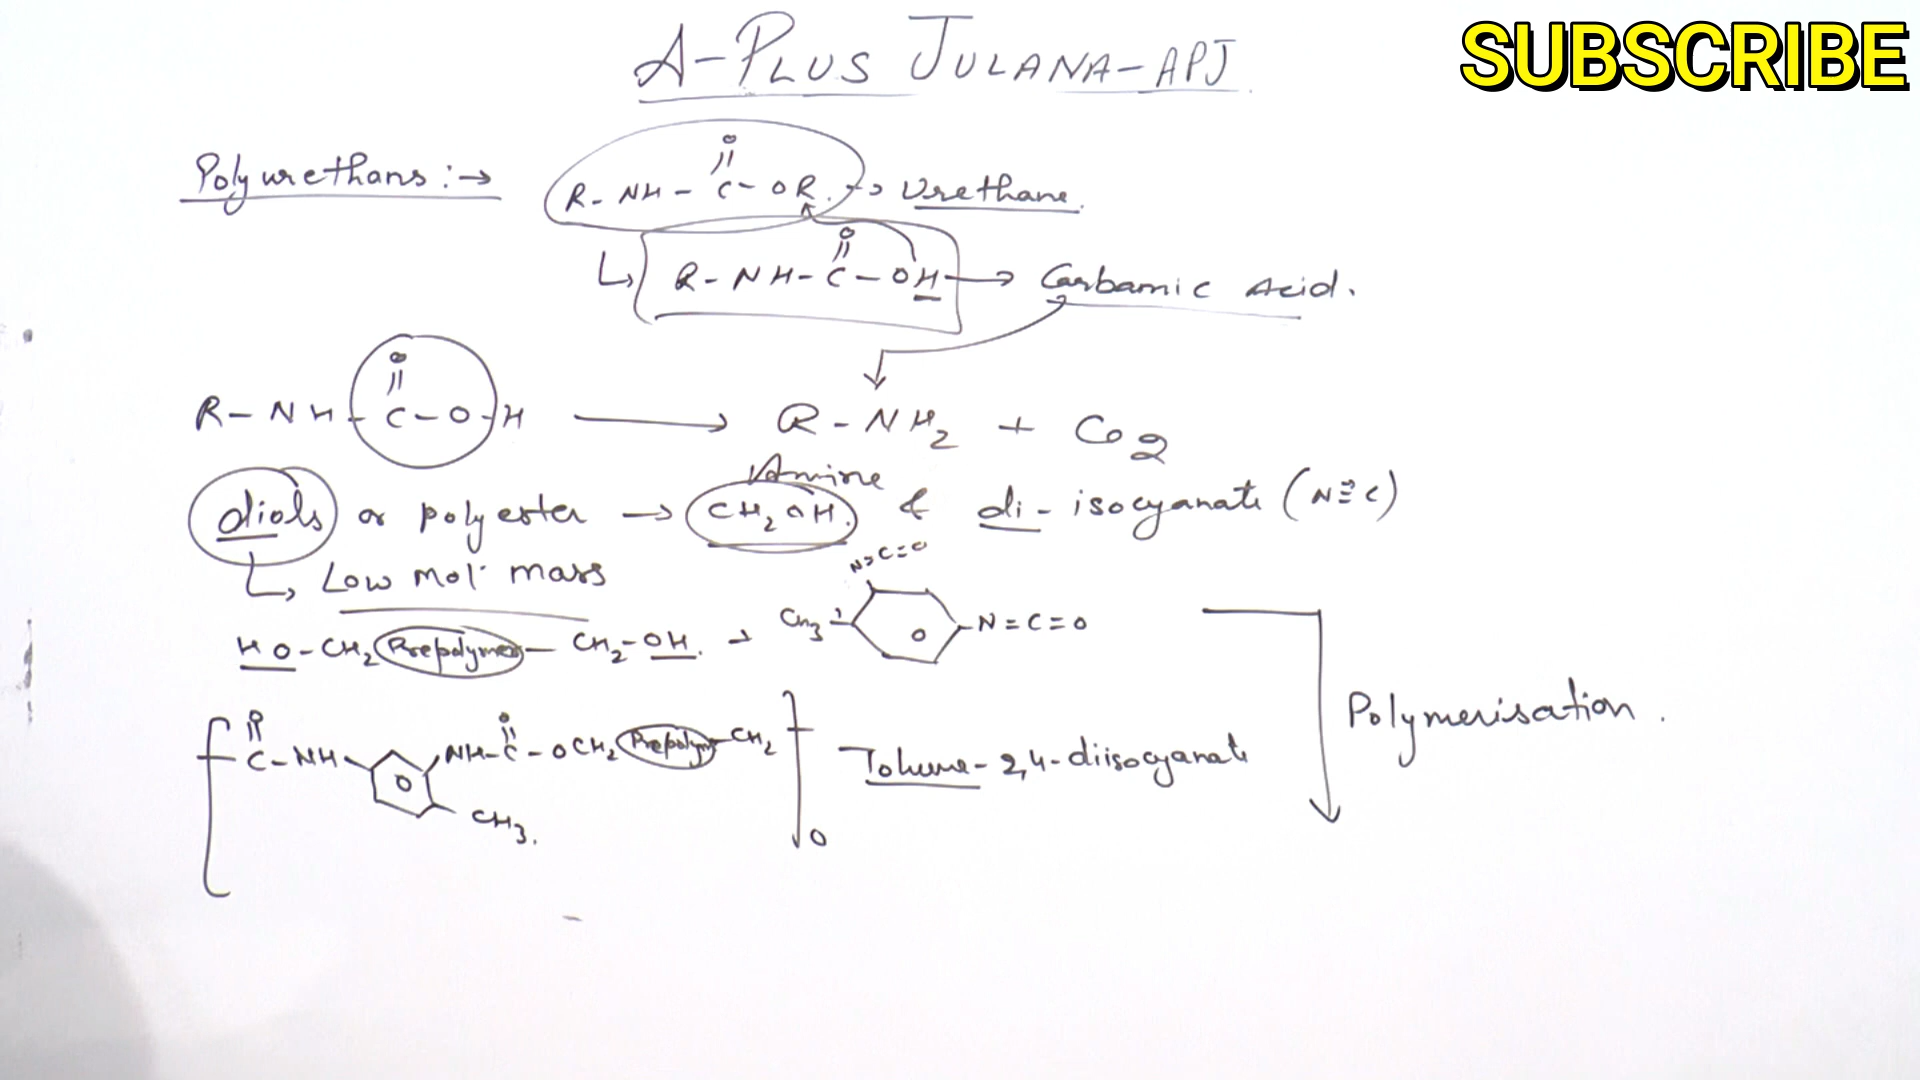 A-PLUS JULANA-APJ
SUBSCRIBE
Polyurethans :→ R-NH-C-OR. → Urethane.
O
R-NH-C-OH → Carbamic Acid.
O
R-NH-C-O-H → R-NH2 + CO2
O
Amine
diols or polyester → CH2OH. & di-isocyanate (N≡C)
Low mol. mass
N=C=O
HO-CH2 Prepolymer - CH2-OH. + CH3 N=C=O
O
Polymerisation.
O O
C-NH NH-C-OCH2 Prepolym CH2
O
CH3.
O
Toluene-2,4-diisocyanate